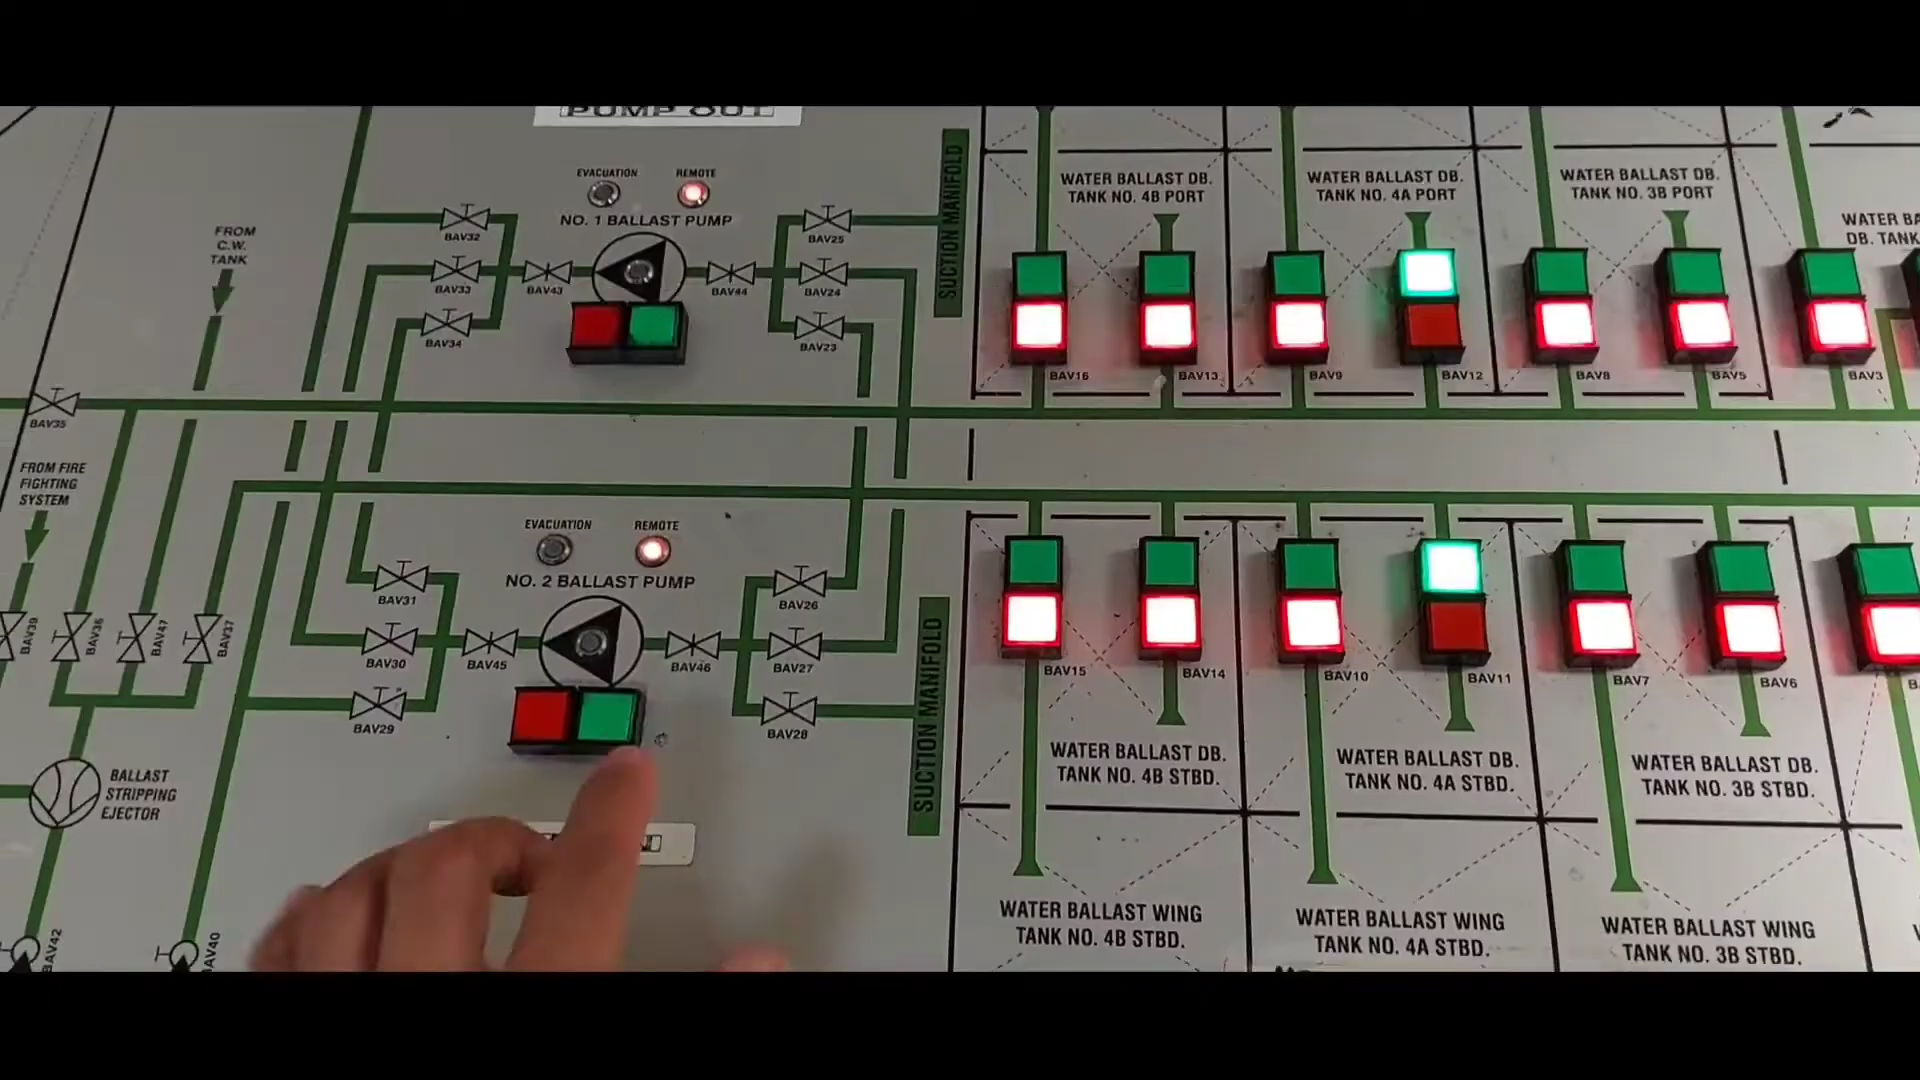 PUMP OUT
EVACUATION
REMOTE
NO. 1 BALLAST PUMP
FROM
C.W.
TANK
BAV32
BAV33
BAV34
BAV43
BAV44
BAV25
BAV24
BAV23
SUCTION MANIFOLD
WATER BALLAST DB.
TANK NO. 4B PORT
WATER BALLAST DB.
TANK NO. 4A PORT
WATER BALLAST DB.
TANK NO. 3B PORT
DB. TANK
BAV16
BAV13
BAV9
BAV12
BAV8
BAV5
BAV3
BAV35
FROM FIRE
FIGHTING
SYSTEM
EVACUATION
REMOTE
NO. 2 BALLAST PUMP
BAV31
BAV30
BAV29
BAV45
BAV46
BAV26
BAV27
BAV28
SUCTION MANIFOLD
BAV39
BAV36
BAV47
BAV37
BALLAST
STRIPPING
EJECTOR
BAV42
BAV40
BAV15
BAV14
BAV10
BAV11
BAV7
BAV6
WATER BALLAST DB.
TANK NO. 4B STBD.
WATER BALLAST DB.
TANK NO. 4A STBD.
WATER BALLAST DB.
TANK NO. 3B STBD.
WATER BALLAST WING
TANK NO. 4B STBD.
WATER BALLAST WING
TANK NO. 4A STBD.
WATER BALLAST WING
TANK NO. 3B STBD.